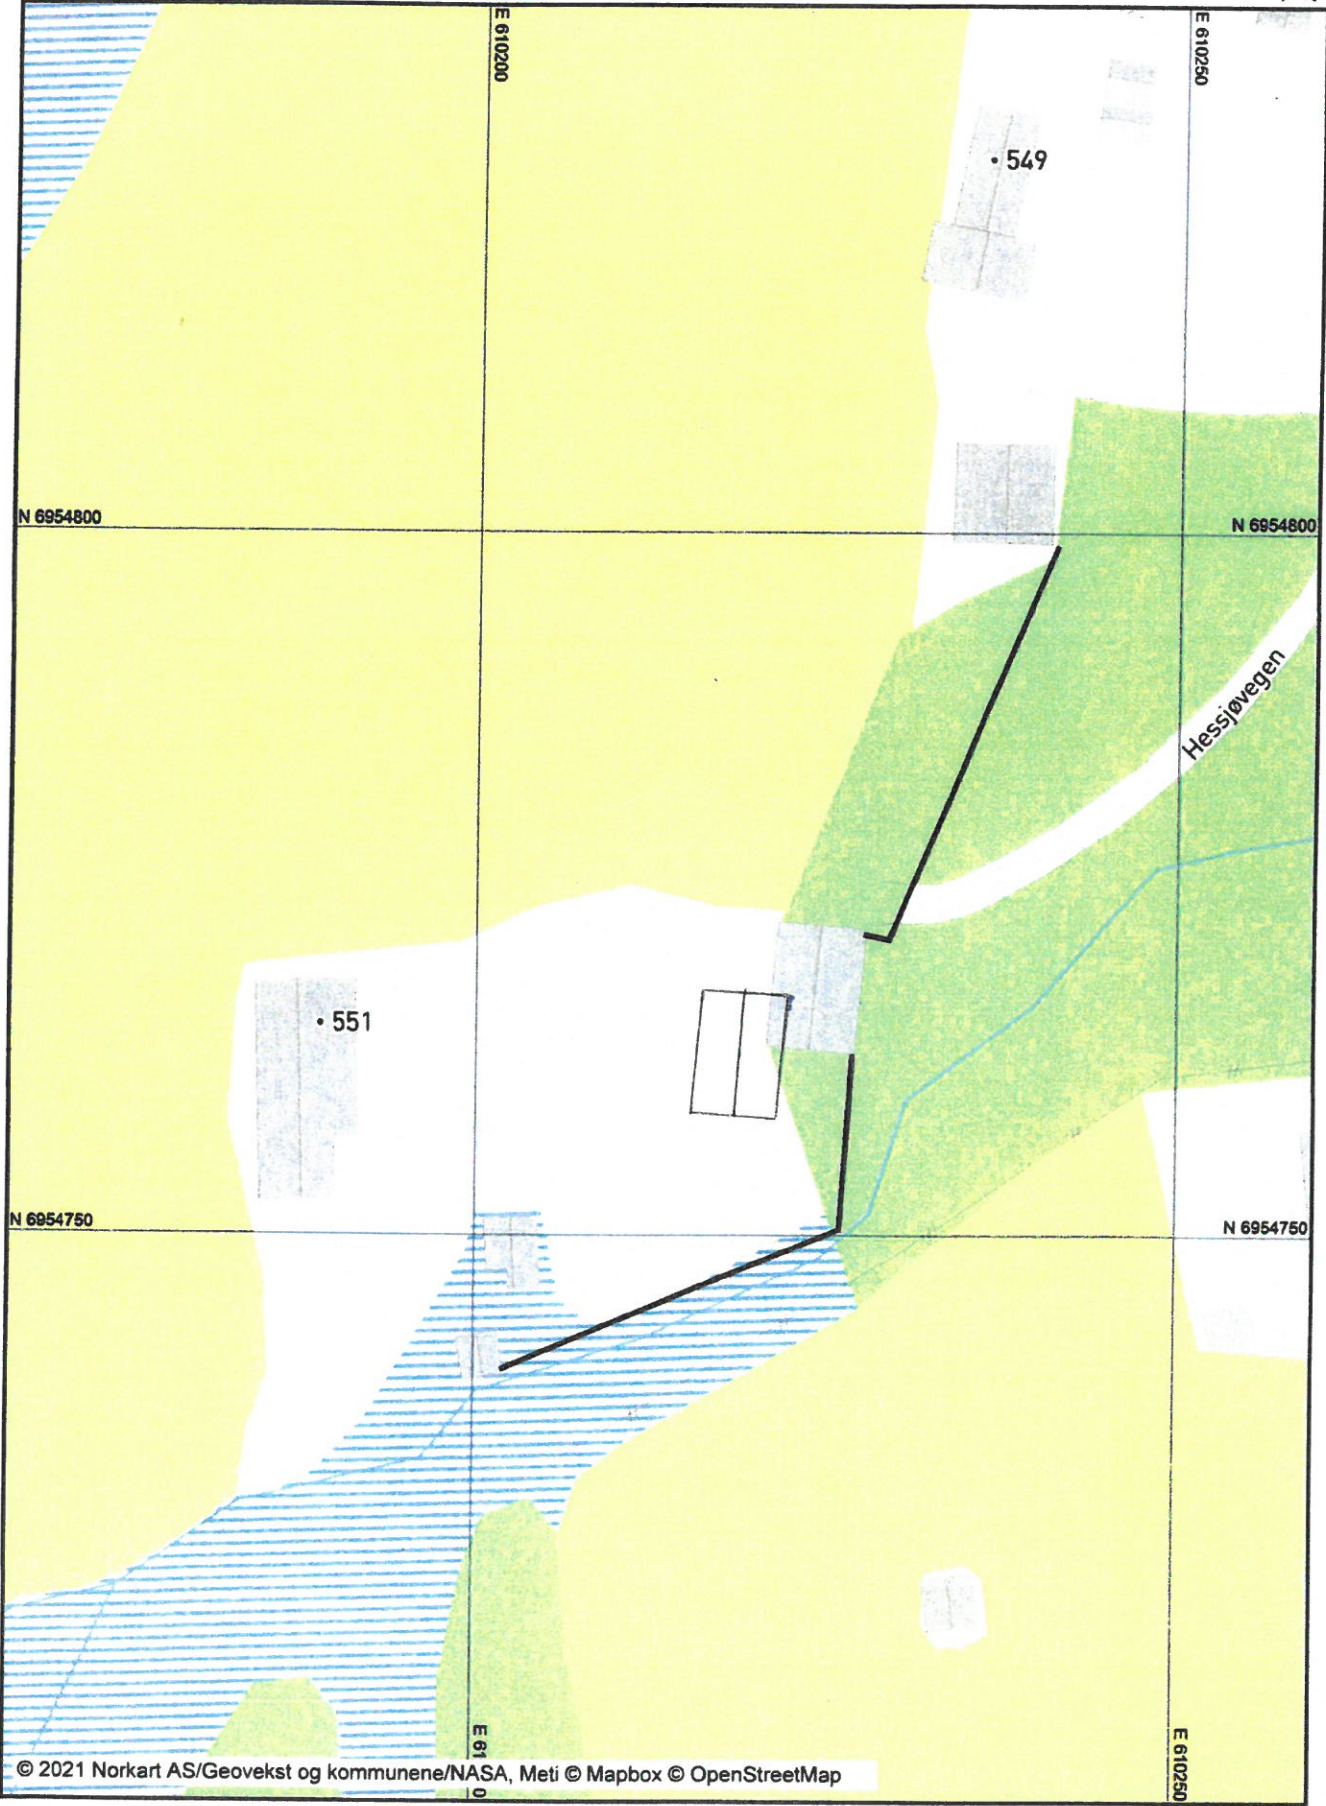 E 610200
E 610250
549
N 6954800
N 6954800
Hessjøvegen
551
N 6954750
N 6954750
E 61 0
E 610250
© 2021 Norkart AS/Geovekst og kommunene/NASA, Meti © Mapbox © OpenStreetMap